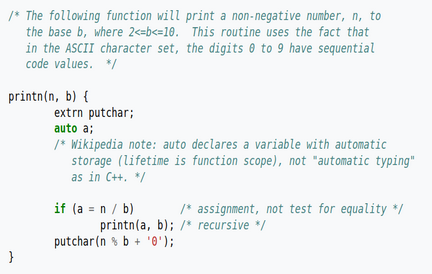 /* The following function will print a non-negative number, n, to
the base b, where 2<=b<=10. This routine uses the fact that
in the ASCII character set, the digits 0 to 9 have sequential
code values. */
printn(n, b) {
extrn putchar;
auto a;
/* Wikipedia note: auto declares a variable with automatic
storage (lifetime is function scope), not "automatic typing"
as in C++. */
if (a = n / b) /* assignment, not test for equality */
printn(a, b); /* recursive */
putchar(n % b + '0');
}